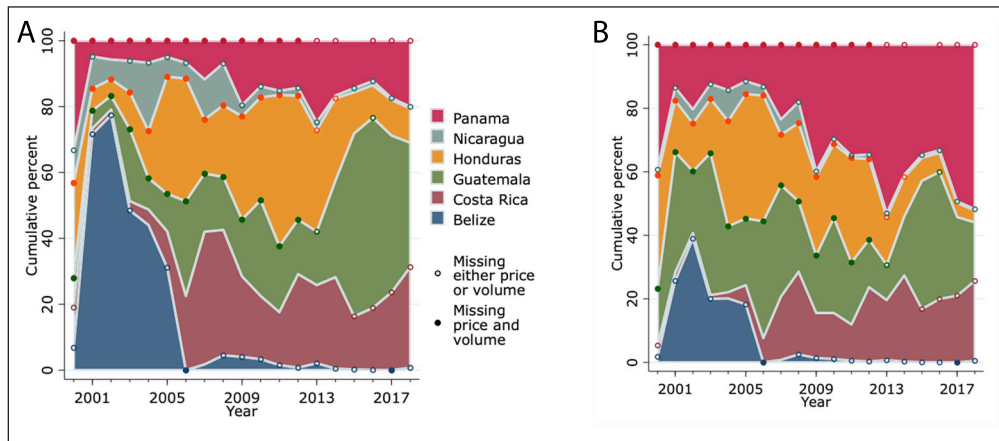 A
Cumulative percent
100
80
60
40
20
0
2001 2005 2009 2013 2017
Year
Panama
Nicaragua
Honduras
Guatemala
Costa Rica
Belize
Missing
either price
or volume
Missing
price and
volume
B
Cumulative percent
100
80
60
40
20
0
2001 2005 2009 2013 2017
Year